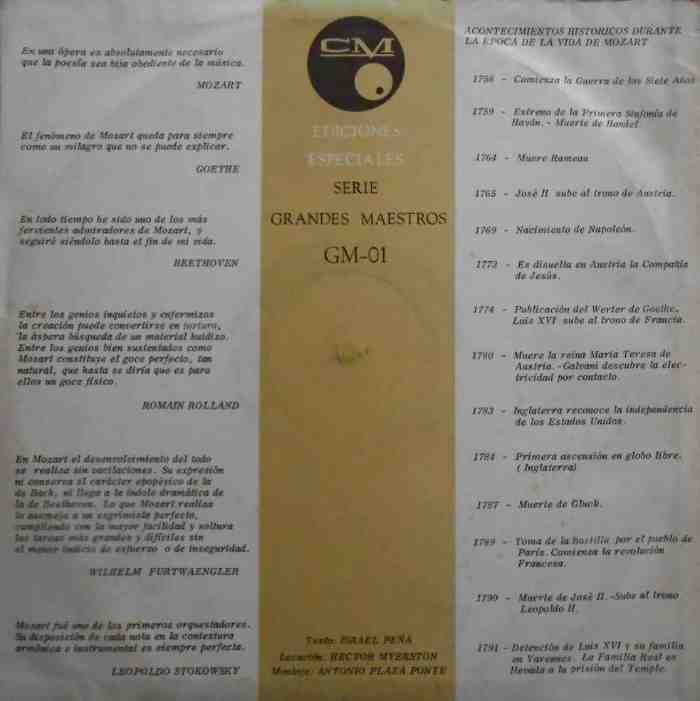 En una ópera es absolutamente necesario
que la poesía sea hija obediente de la música.
MOZART
El fenómeno de Mozart queda para siempre
como un milagro que no se puede explicar.
GOETHE
En todo tiempo he sido uno de los más
fervientes admiradores de Mozart, y
seguiré siéndolo hasta el fin de mi vida.
BEETHOVEN
Entre los genios inquietos y enfermizos
la creación puede convertirse en tortura,
la áspera búsqueda de un material huidizo.
Entre los genios bien sustentados como
Mozart constituye el goce perfecto, tan
natural, que hasta se diría que es para
ellos un goce físico.
ROMAIN ROLLAND
En Mozart el desenvolvimiento del todo
se realiza sin vacilaciones. Su expresión
ni conserva el carácter epopéico de la
de Bach, ni llega a la índole dramática de
la de Beethoven. Lo que Mozart realiza
lo asemeja a un esgrimista perfecto,
cumpliendo con la mayor facilidad y soltura
las tareas más grandes y difíciles sin
el menor indicio de esfuerzo o de inseguridad.
WILHELM FURTWAENGLER
Mozart fué uno de los primeros orquestadores.
Su disposición de cada nota en la contextura
armónica e instrumental es siempre perfecta.
LEOPOLDO STOKOWSKY
CM
EDICIONES
ESPECIALES
SERIE
GRANDES MAESTROS
GM-01
Texto: ISRAEL PEÑA
Locución: HECTOR MYERSTON
Montaje: ANTONIO PLAZA PONTE
ACONTECIMIENTOS HISTORICOS DURANTE
LA EPOCA DE LA VIDA DE MOZART
1756 - Comienza la Guerra de los Siete Años
1759 - Estreno de la Primera Sinfonía de
Haydn. - Muerte de Handel.
1764 - Muere Rameau
1765 - José II sube al trono de Austria.
1769 - Nacimiento de Napoleón.
1773 - Es disuelta en Austria la Compañía
de Jesús.
1774 - Publicación del Werter de Goethe.
Luis XVI sube al trono de Francia.
1780 - Muere la reina María Teresa de
Austria. -Galvani descubre la elec-
tricidad por contacto.
1783 - Inglaterra reconoce la independencia
de los Estados Unidos.
1784 - Primera ascensión en globo libre.
(Inglaterra)
1787 - Muerte de Gluck.
1789 - Toma de la Bastilla por el pueblo de
París. Comienza la revolución
Francesa.
1790 - Muerte de José II. -Sube al trono
Leopoldo II.
1791 - Detención de Luis XVI y su familia
en Varennes. La Familia Real es
llevada a la prisión del Temple.